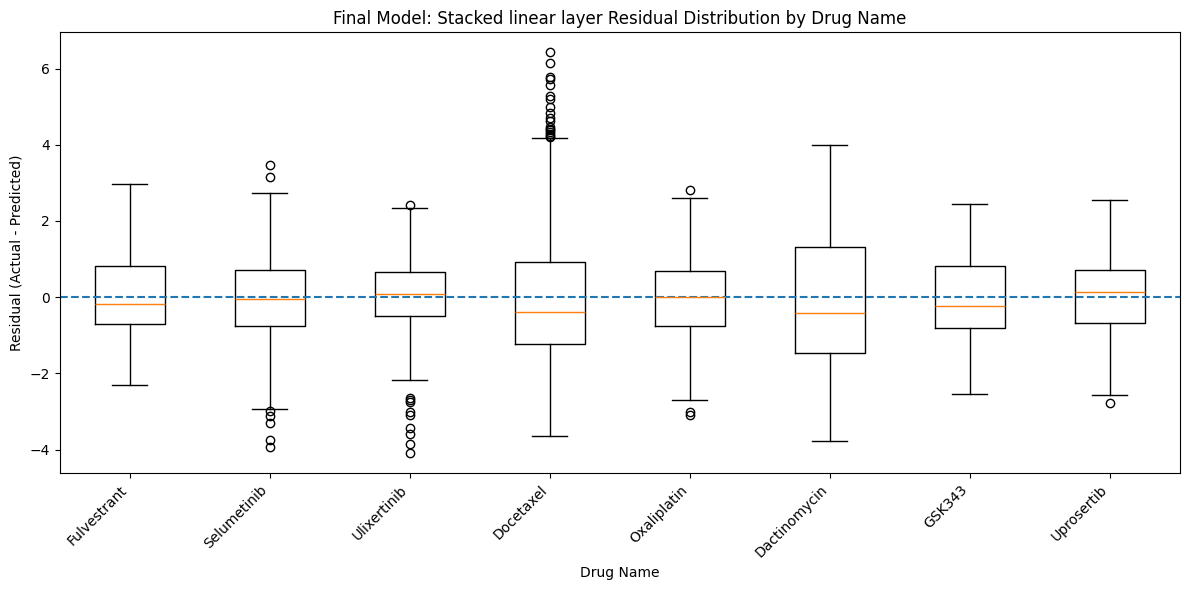 Final Model: Stacked linear layer Residual Distribution by Drug Name
Residual (Actual - Predicted)
6
4
2
0
−2
−4
Fulvestrant
Selumetinib
Ulixertinib
Docetaxel
Oxaliplatin
Dactinomycin
GSK343
Uprosertib
Drug Name